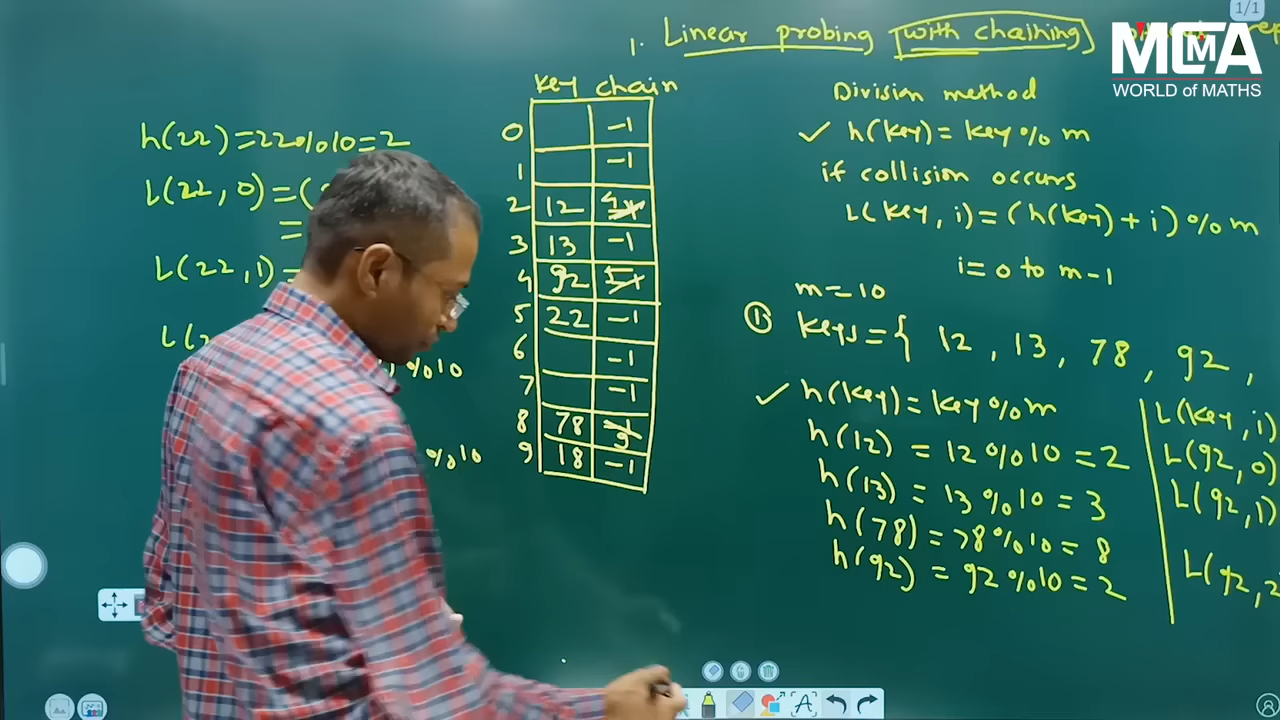 1/1
1. Linear probing with chaining
MCMA
WORLD of MATHS
key chain
0 -1
1 -1
2 12 4
3 13 -1
4 92 5
5 22 -1
6 -1
7 -1
8 78 9
9 18 -1
h(22)=22%10=2
L(22,0)=(
=
L(22,1)=
%10
%10
Division method
✓ h(key)=key%m
if collision occurs
L(key,i)=(h(key)+i)%m
i=0 to m-1
m=10
① keys={ 12, 13, 78, 92,
✓ h(key)=key%m
h(12) = 12%10=2
h(13) = 13%10=3
h(78)=78%10=8
h(92) = 92%10=2
L(key,i)
L(92,0)
L(92,1)
L(92,2